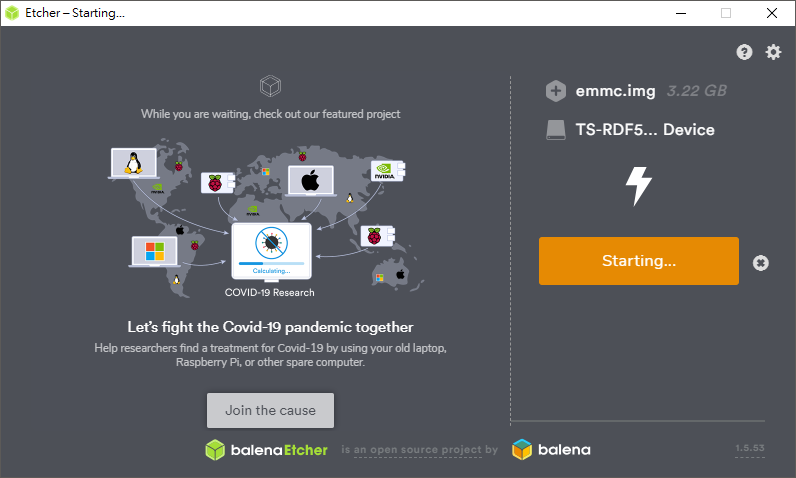 Etcher – Starting...
While you are waiting, check out our featured project
NVIDIA
NVIDIA
NVIDIA
Calculating...
COVID-19 Research
Let's fight the Covid-19 pandemic together
Help researchers find a treatment for Covid-19 by using your old laptop,
Raspberry Pi, or other spare computer.
Join the cause
emmc.img 3.22 GB
TS-RDF5... Device
Starting...
balenaEtcher is an open source project by balena 1.5.53